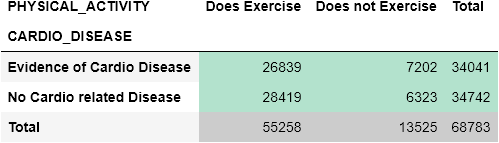 PHYSICAL_ACTIVITY Does Exercise Does not Exercise Total
CARDIO_DISEASE
Evidence of Cardio Disease 26839 7202 34041
No Cardio related Disease 28419 6323 34742
Total 55258 13525 68783